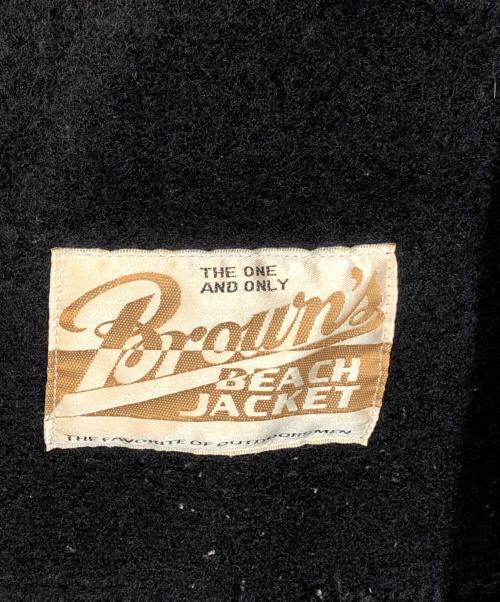 THE ONE
AND ONLY
Brown's
BEACH
JACKET
THE FAVORITE OF OUTDOORSMEN